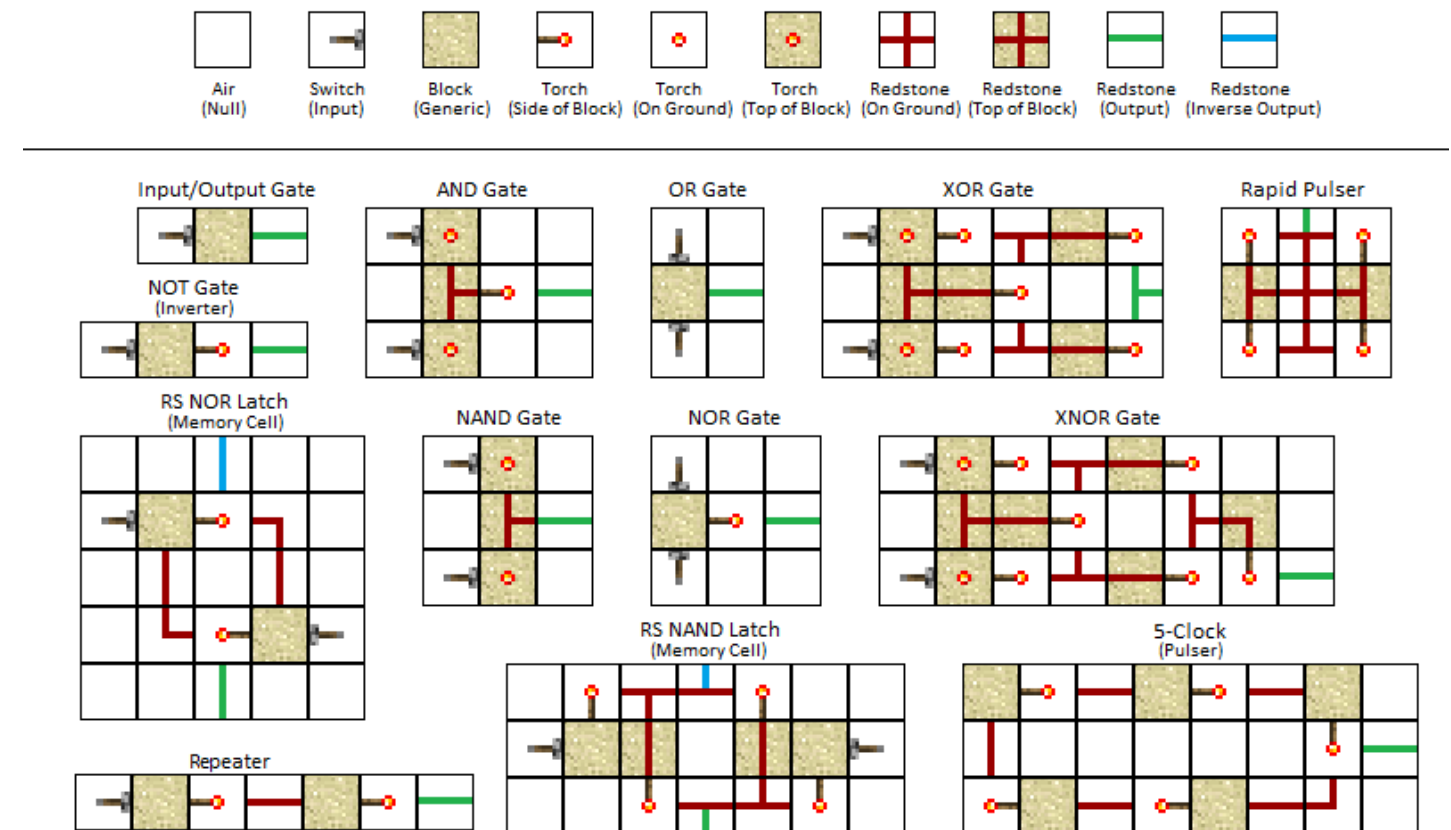 Air
(Null)
Switch
(Input)
Block
(Generic)
Torch
(Side of Block)
Torch
(On Ground)
Torch
(Top of Block)
Redstone
(On Ground)
Redstone
(Top of Block)
Redstone
(Output)
Redstone
(Inverse Output)
Input/Output Gate
AND Gate
OR Gate
XOR Gate
Rapid Pulser
NOT Gate
(Inverter)
RS NOR Latch
(Memory Cell)
NAND Gate
NOR Gate
XNOR Gate
RS NAND Latch
(Memory Cell)
5-Clock
(Pulser)
Repeater